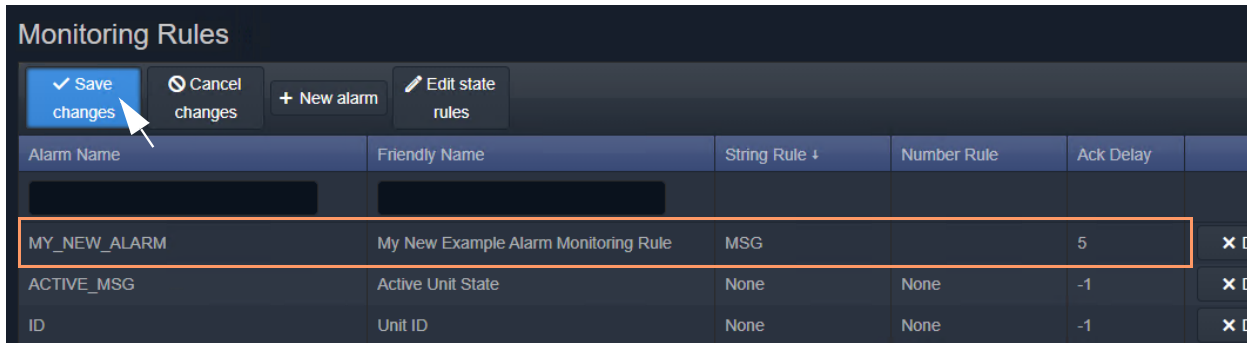 Monitoring Rules
Save changes
Cancel changes
New alarm
Edit state rules
Alarm Name Friendly Name String Rule Number Rule Ack Delay
MY_NEW_ALARM My New Example Alarm Monitoring Rule MSG 5
ACTIVE_MSG Active Unit State None None -1
ID Unit ID None None -1